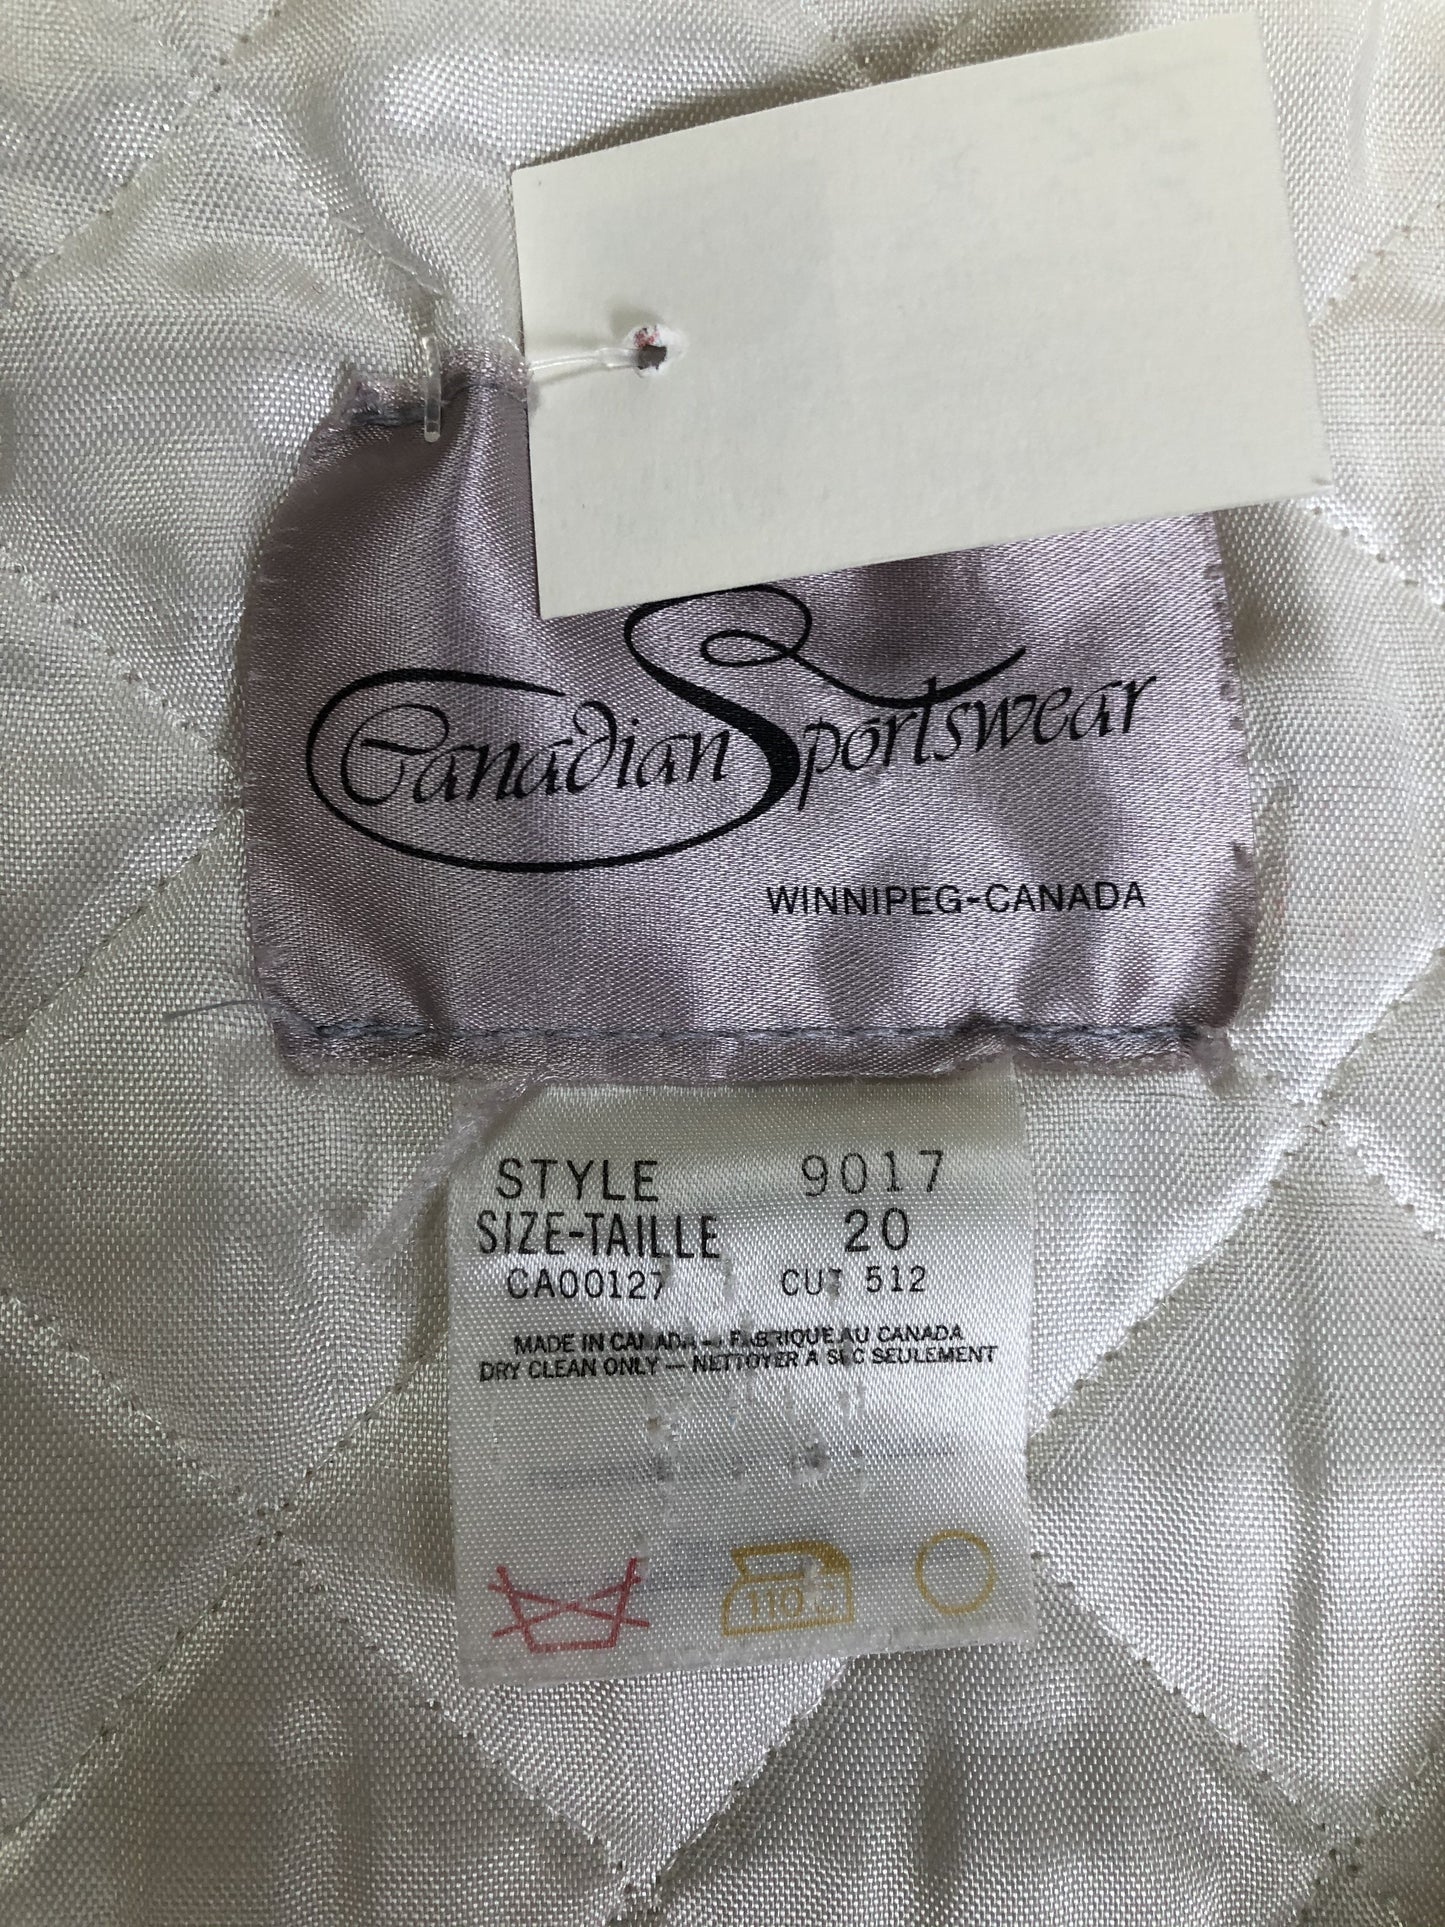 Canadian Sportswear
WINNIPEG-CANADA
STYLE 9017
SIZE-TAILLE 20
CA00127 CUT 512
MADE IN CANADA — FABRIQUE AU CANADA
DRY CLEAN ONLY — NETTOYER À SEC SEULEMENT
110°C